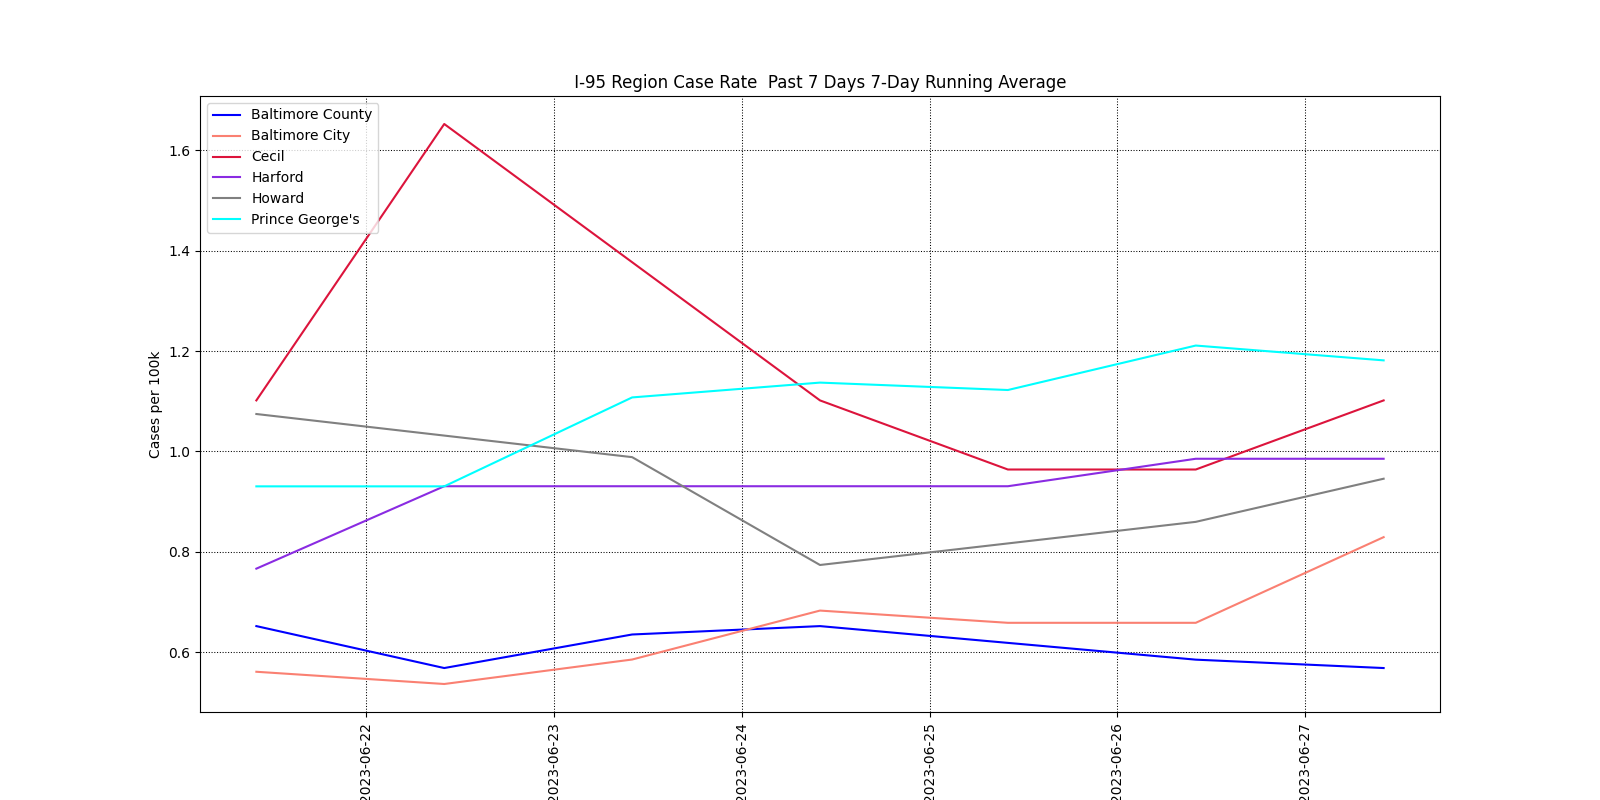 I-95 Region Case Rate  Past 7 Days 7-Day Running Average
Baltimore County
Baltimore City
Cecil
Harford
Howard
Prince George's
Cases per 100k
1.6
1.4
1.2
1.0
0.8
0.6
2023-06-22
2023-06-23
2023-06-24
2023-06-25
2023-06-26
2023-06-27